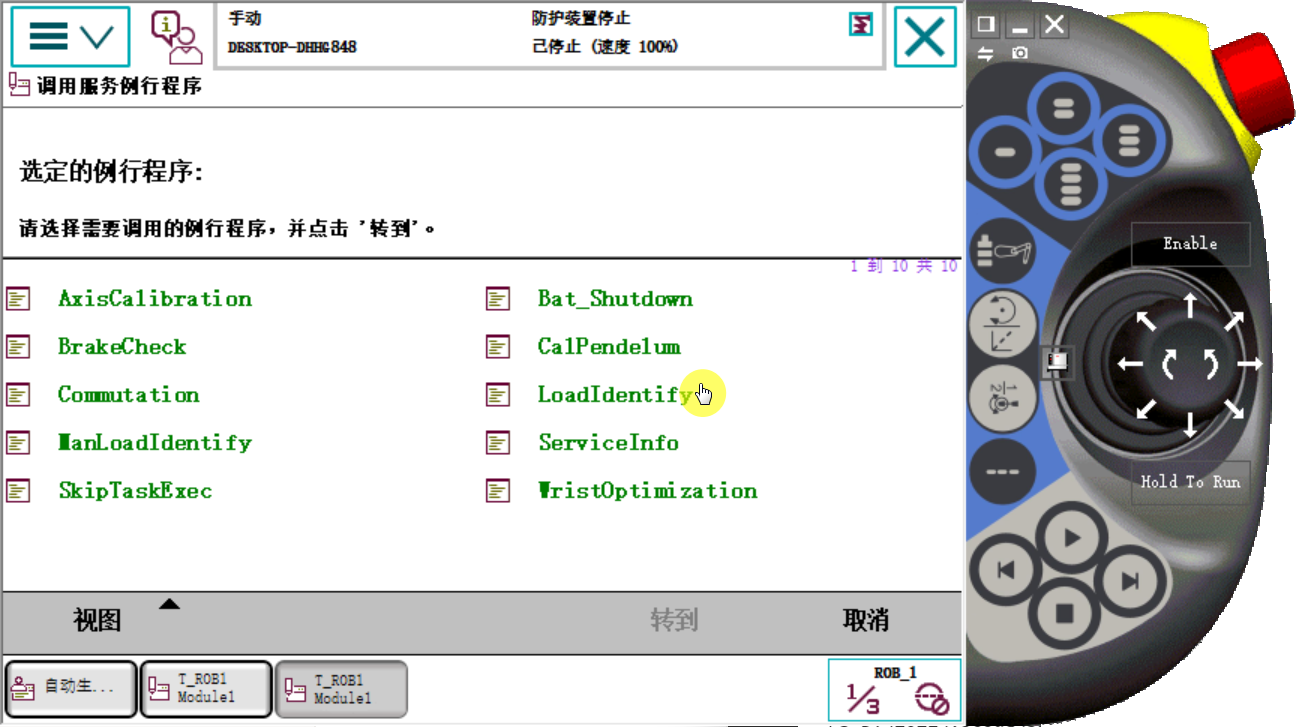 手动
防护装置停止
DESKTOP-DHHG848
已停止 (速度 100%)
调用服务例行程序
选定的例行程序:
请选择需要调用的例行程序，并点击 '转到'。
1 到 10 共 10
AxisCalibration
Bat_Shutdown
BrakeCheck
CalPendelum
Commutation
LoadIdentify
ManLoadIdentify
ServiceInfo
SkipTaskExec
WristOptimization
视图
转到
取消
自动生...
T_ROB1
Module1
T_ROB1
Module1
ROB_1
1/3
Enable
Hold To Run